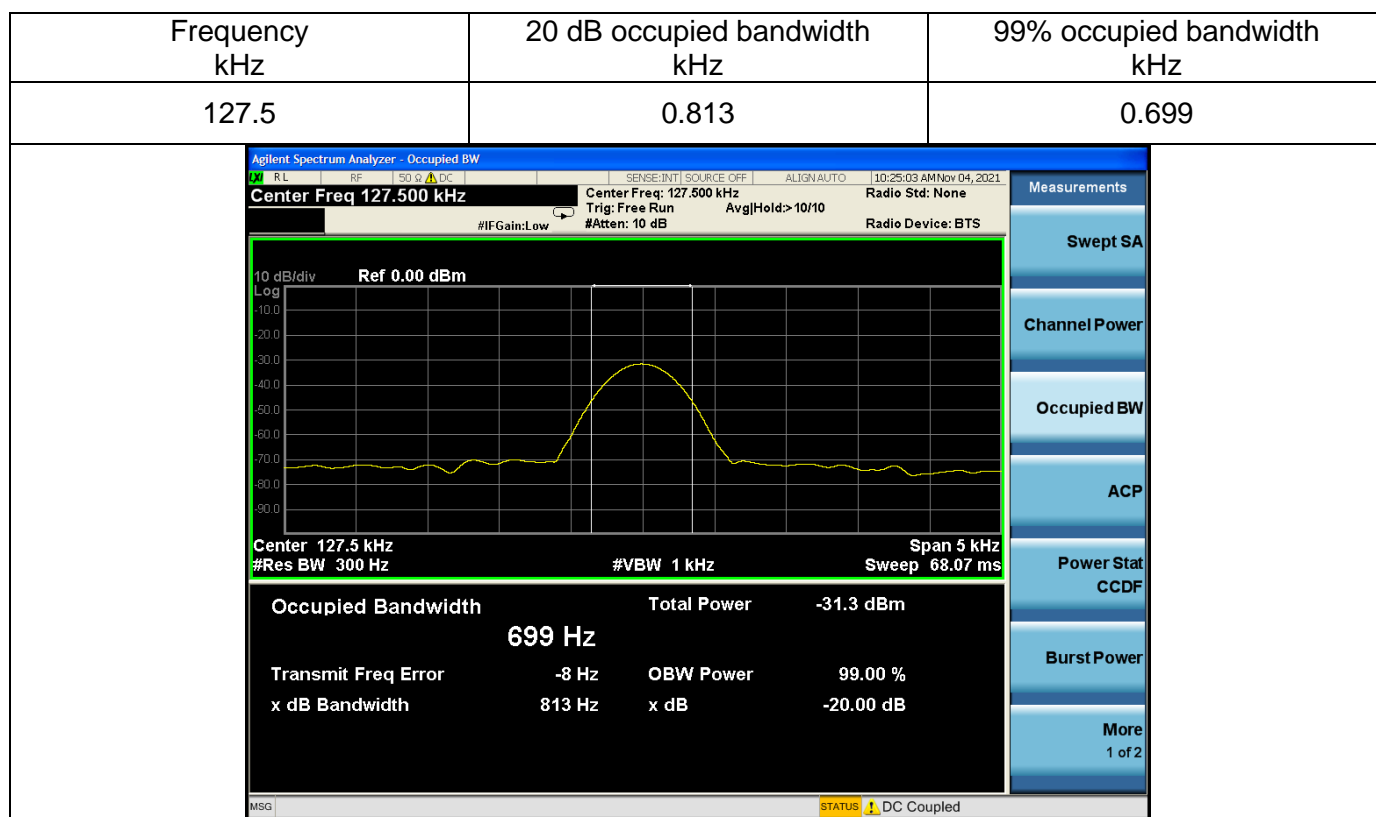 Frequency
kHz
20 dB occupied bandwidth
kHz
99% occupied bandwidth
kHz
127.5
0.813
0.699
Agilent Spectrum Analyzer - Occupied BW
LXI RL RF 50 Ω DC SENSE:INT SOURCE OFF ALIGN AUTO 10:25:03 AM Nov 04, 2021
Center Freq 127.500 kHz
Center Freq: 127.500 kHz
Radio Std: None
Trig: Free Run
Avg|Hold:> 10/10
#IFGain:Low
#Atten: 10 dB
Radio Device: BTS
10 dB/div
Ref 0.00 dBm
Log
-10.0
-20.0
-30.0
-40.0
-50.0
-60.0
-70.0
-80.0
-90.0
Center 127.5 kHz
Span 5 kHz
#Res BW 300 Hz
#VBW 1 kHz
Sweep 68.07 ms
Occupied Bandwidth
Total Power
-31.3 dBm
699 Hz
Transmit Freq Error
-8 Hz
OBW Power
99.00 %
x dB Bandwidth
813 Hz
x dB
-20.00 dB
Measurements
Swept SA
Channel Power
Occupied BW
ACP
Power Stat
CCDF
Burst Power
More
1 of 2
MSG
STATUS
DC Coupled